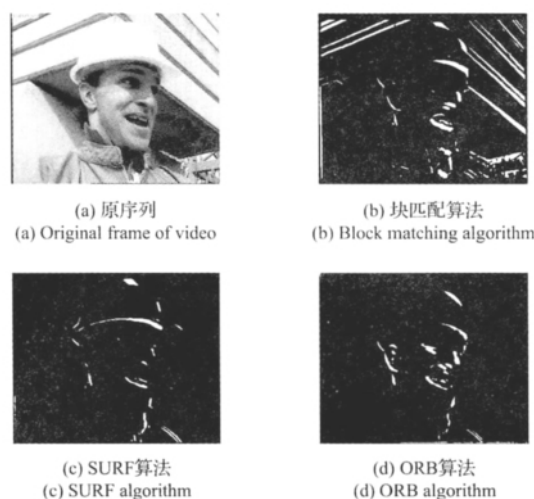 (a) 原序列
(a) Original frame of video
(b) 块匹配算法
(b) Block matching algorithm
(c) SURF算法
(c) SURF algorithm
(d) ORB算法
(d) ORB algorithm